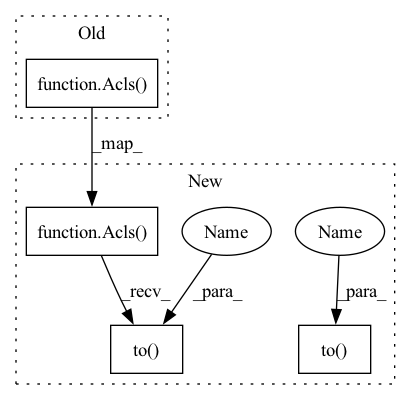 Old
function.Acls()
_map_
New
function.Acls()
Name
Name
_recv_
_para_
_para_
to()
to()